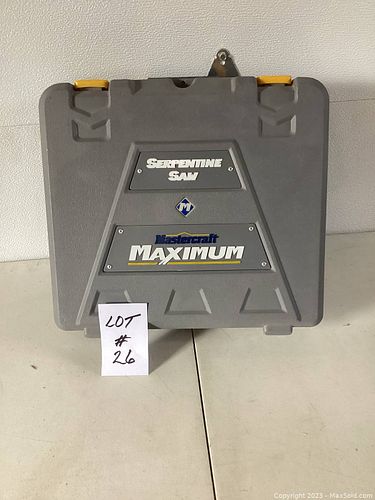 SERPENTINE
SAW
M
Mastercraft
MAXIMUM
LOT
#
26
Copyright 2023 - MaxSold.com